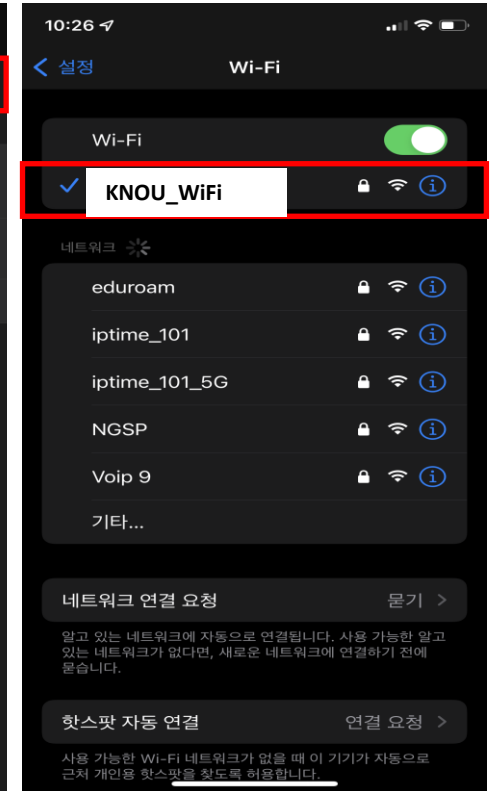 10:26
설정
Wi-Fi
Wi-Fi
KNOU_WiFi
네트워크
eduroam
iptime_101
iptime_101_5G
NGSP
Voip 9
기타...
네트워크 연결 요청 묻기
알고 있는 네트워크에 자동으로 연결됩니다. 사용 가능한 알고
있는 네트워크가 없다면, 새로운 네트워크에 연결하기 전에
묻습니다.
핫스팟 자동 연결 연결 요청
사용 가능한 Wi-Fi 네트워크가 없을 때 이 기기가 자동으로
근처 개인용 핫스팟을 찾도록 허용합니다.